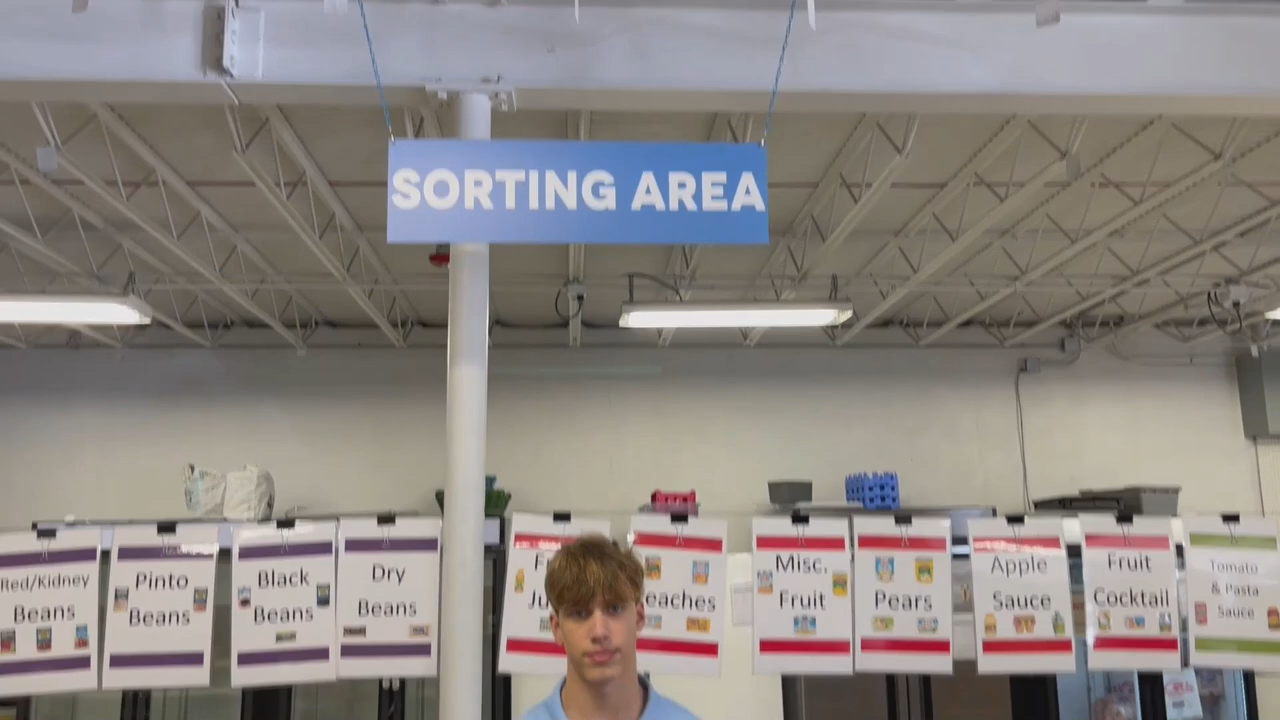 SORTING AREA
Red/Kidney
Beans
Pinto
Beans
Black
Beans
Dry
Beans
Misc.
Fruit
Pears
Apple
Sauce
Fruit
Cocktail
Tomato
& Pasta
Sauce